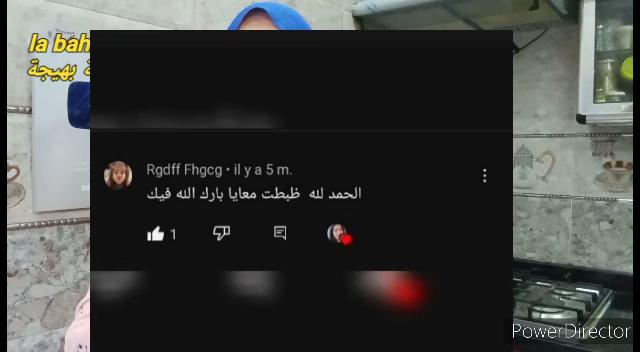 la bah
ة بهيجة
Rgdff Fhgcg • il y a 5 m.
الحمد لله ظبطت معايا بارك الله فيك
1
PowerDirector